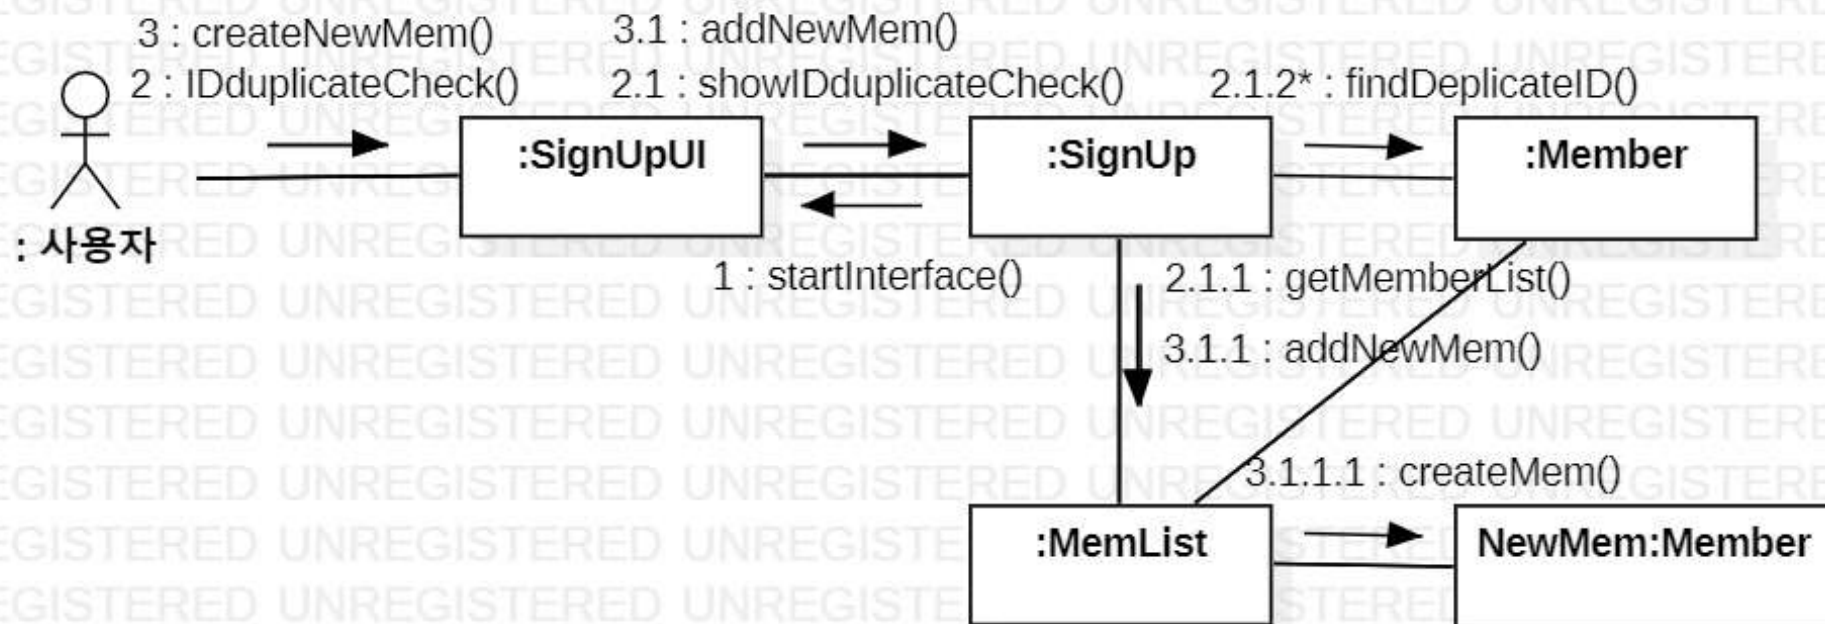 3 : createNewMem()
3.1 : addNewMem()
2 : IDduplicateCheck()
2.1 : showIDduplicateCheck()
2.1.2* : findDeplicateID()
:SignUpUI
:SignUp
:Member
: 사용자
1 : startInterface()
2.1.1 : getMemberList()
3.1.1 : addNewMem()
3.1.1.1 : createMem()
:MemList
NewMem:Member
UNREGISTERED